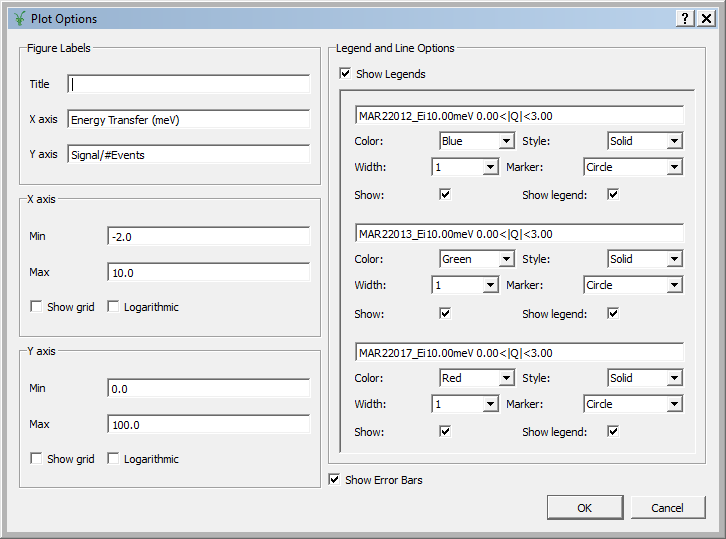 Plot Options
Figure Labels
Title
X axis Energy Transfer (meV)
Y axis Signal/#Events
X axis
Min -2.0
Max 10.0
Show grid Logarithmic
Y axis
Min 0.0
Max 100.0
Show grid Logarithmic
Legend and Line Options
Show Legends
MAR22012_Ei10.00meV 0.00<|Q|<3.00
Color: Blue Style: Solid
Width: 1 Marker: Circle
Show: Show legend:
MAR22013_Ei10.00meV 0.00<|Q|<3.00
Color: Green Style: Solid
Width: 1 Marker: Circle
Show: Show legend:
MAR22017_Ei10.00meV 0.00<|Q|<3.00
Color: Red Style: Solid
Width: 1 Marker: Circle
Show: Show legend:
Show Error Bars
OK Cancel